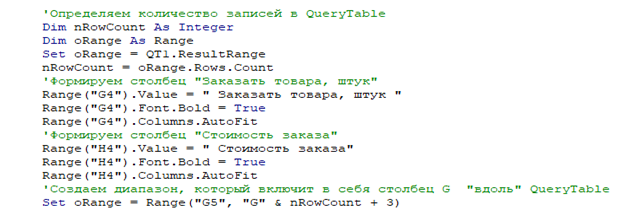 'Определяем количество записей в QueryTable
Dim nRowCount As Integer
Dim oRange As Range
Set oRange = QT1.ResultRange
nRowCount = oRange.Rows.Count
'Формируем столбец "Заказать товара, штук"
Range("G4").Value = " Заказать товара, штук "
Range("G4").Font.Bold = True
Range("G4").Columns.AutoFit
'Формируем столбец "Стоимость заказа"
Range("H4").Value = " Стоимость заказа"
Range("H4").Font.Bold = True
Range("H4").Columns.AutoFit
'Создаем диапазон, который включит в себя столбец G  "вдоль" QueryTable
Set oRange = Range("G5", "G" & nRowCount + 3)